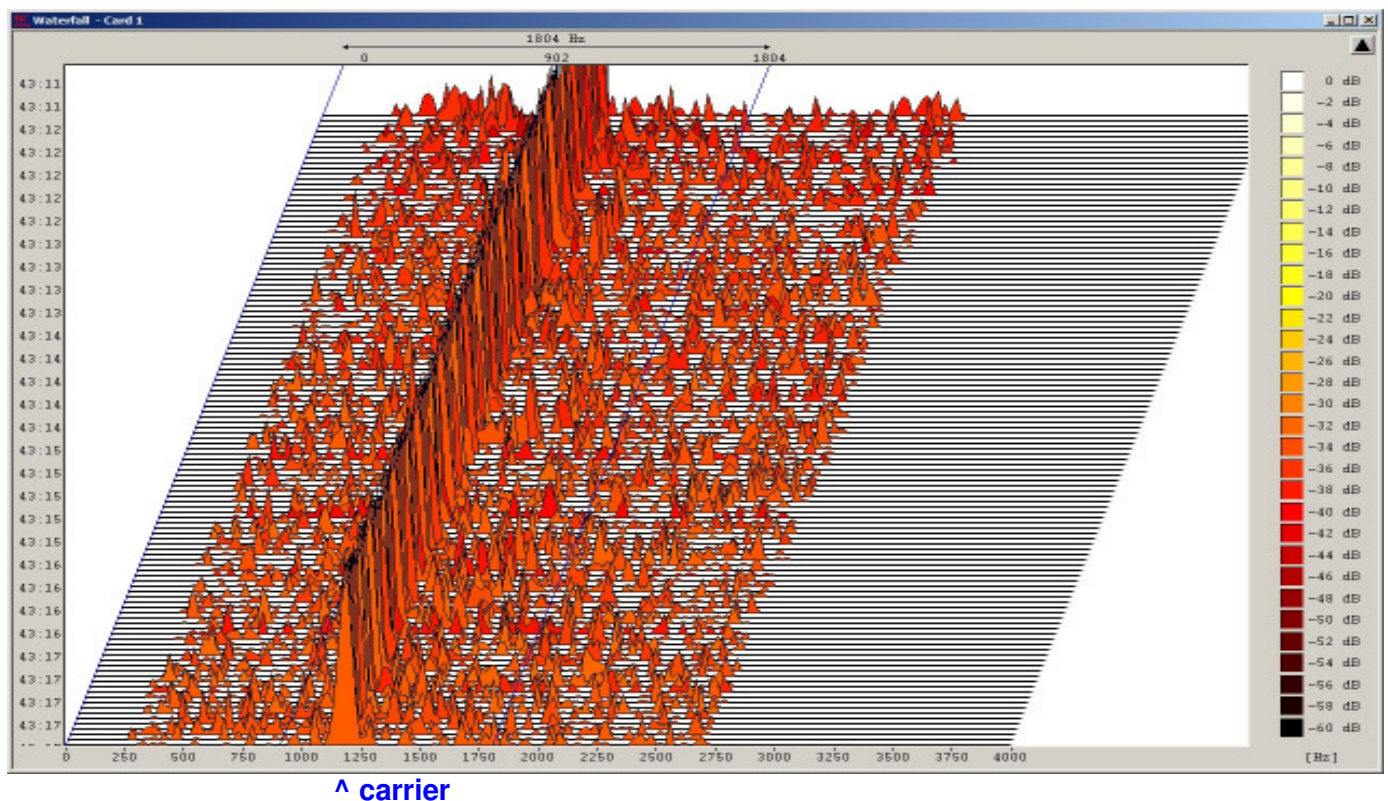 Waterfall - Card 1
1804 Hz
0 902 1804
43:11 0 dB
43:11 -2 dB
43:12 -4 dB
43:12 -6 dB
43:12 -8 dB
43:12 -10 dB
43:12 -12 dB
43:13 -14 dB
43:13 -16 dB
43:13 -18 dB
43:13 -20 dB
43:14 -22 dB
43:14 -24 dB
43:14 -26 dB
43:14 -28 dB
43:14 -30 dB
43:15 -32 dB
43:15 -34 dB
43:15 -36 dB
43:15 -38 dB
43:15 -40 dB
43:16 -42 dB
43:16 -44 dB
43:16 -46 dB
43:16 -48 dB
43:17 -50 dB
43:17 -52 dB
43:17 -54 dB
43:17 -56 dB
-58 dB
-60 dB
0 250 500 750 1000 1250 1500 1750 2000 2250 2500 2750 3000 3250 3500 3750 4000 [Hz]
^ carrier